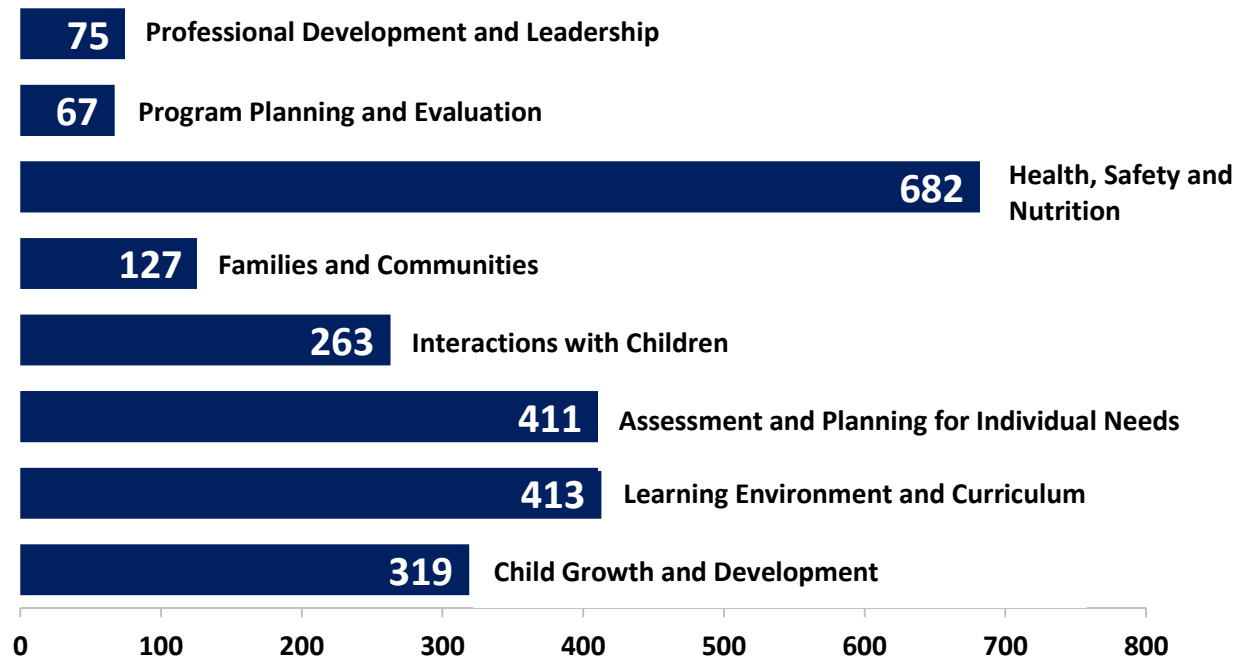 75 Professional Development and Leadership
67 Program Planning and Evaluation
682 Health, Safety and
Nutrition
127 Families and Communities
263 Interactions with Children
411 Assessment and Planning for Individual Needs
413 Learning Environment and Curriculum
319 Child Growth and Development
0 100 200 300 400 500 600 700 800